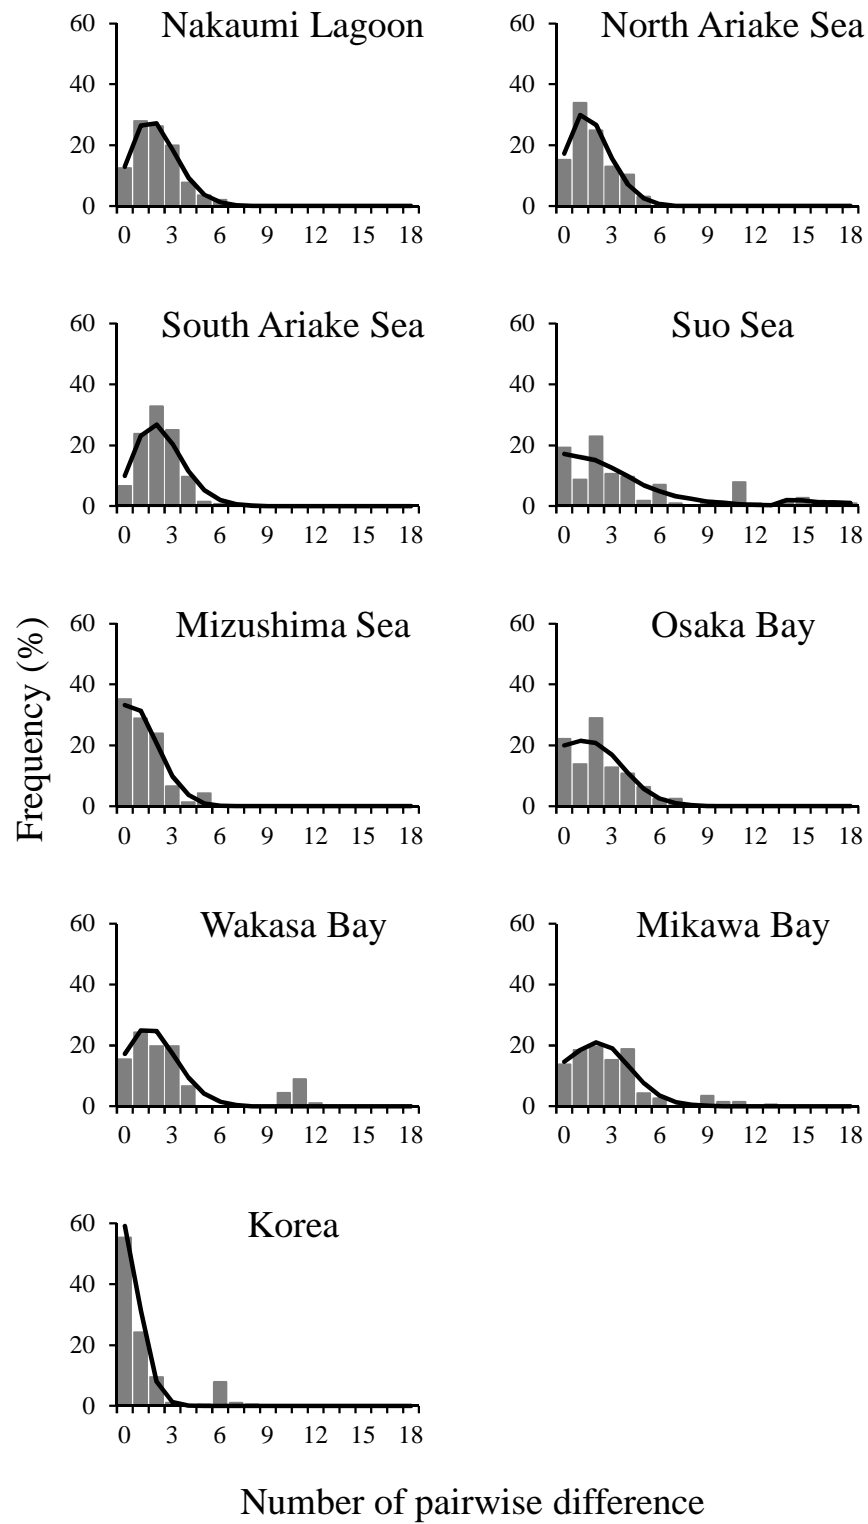 Nakaumi Lagoon
60
40
20
0
0 3 6 9 12 15 18
North Ariake Sea
60
40
20
0
0 3 6 9 12 15 18
South Ariake Sea
60
40
20
0
0 3 6 9 12 15 18
Suo Sea
60
40
20
0
0 3 6 9 12 15 18
Frequency (%)
Mizushima Sea
60
40
20
0
0 3 6 9 12 15 18
Osaka Bay
60
40
20
0
0 3 6 9 12 15 18
Wakasa Bay
60
40
20
0
0 3 6 9 12 15 18
Mikawa Bay
60
40
20
0
0 3 6 9 12 15 18
Korea
60
40
20
0
0 3 6 9 12 15 18
Number of pairwise difference